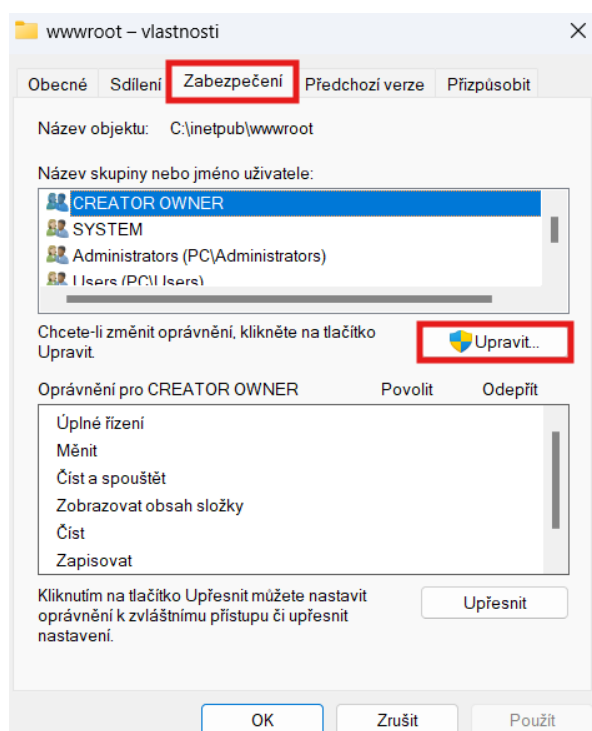 wwwroot – vlastnosti
Obecné Sdílení Zabezpečení Předchozí verze Přizpůsobit
Název objektu: C:\inetpub\wwwroot
Název skupiny nebo jméno uživatele:
CREATOR OWNER
SYSTEM
Administrators (PC\Administrators)
Users (PC\Users)
Chcete-li změnit oprávnění, klikněte na tlačítko
Upravit.
Upravit...
Oprávnění pro CREATOR OWNER Povolit Odepřít
Úplné řízení
Měnit
Číst a spouštět
Zobrazovat obsah složky
Číst
Zapisovat
Kliknutím na tlačítko Upřesnit můžete nastavit
oprávnění k zvláštnímu přístupu či upřesnit
nastavení.
Upřesnit
OK Zrušit Použít